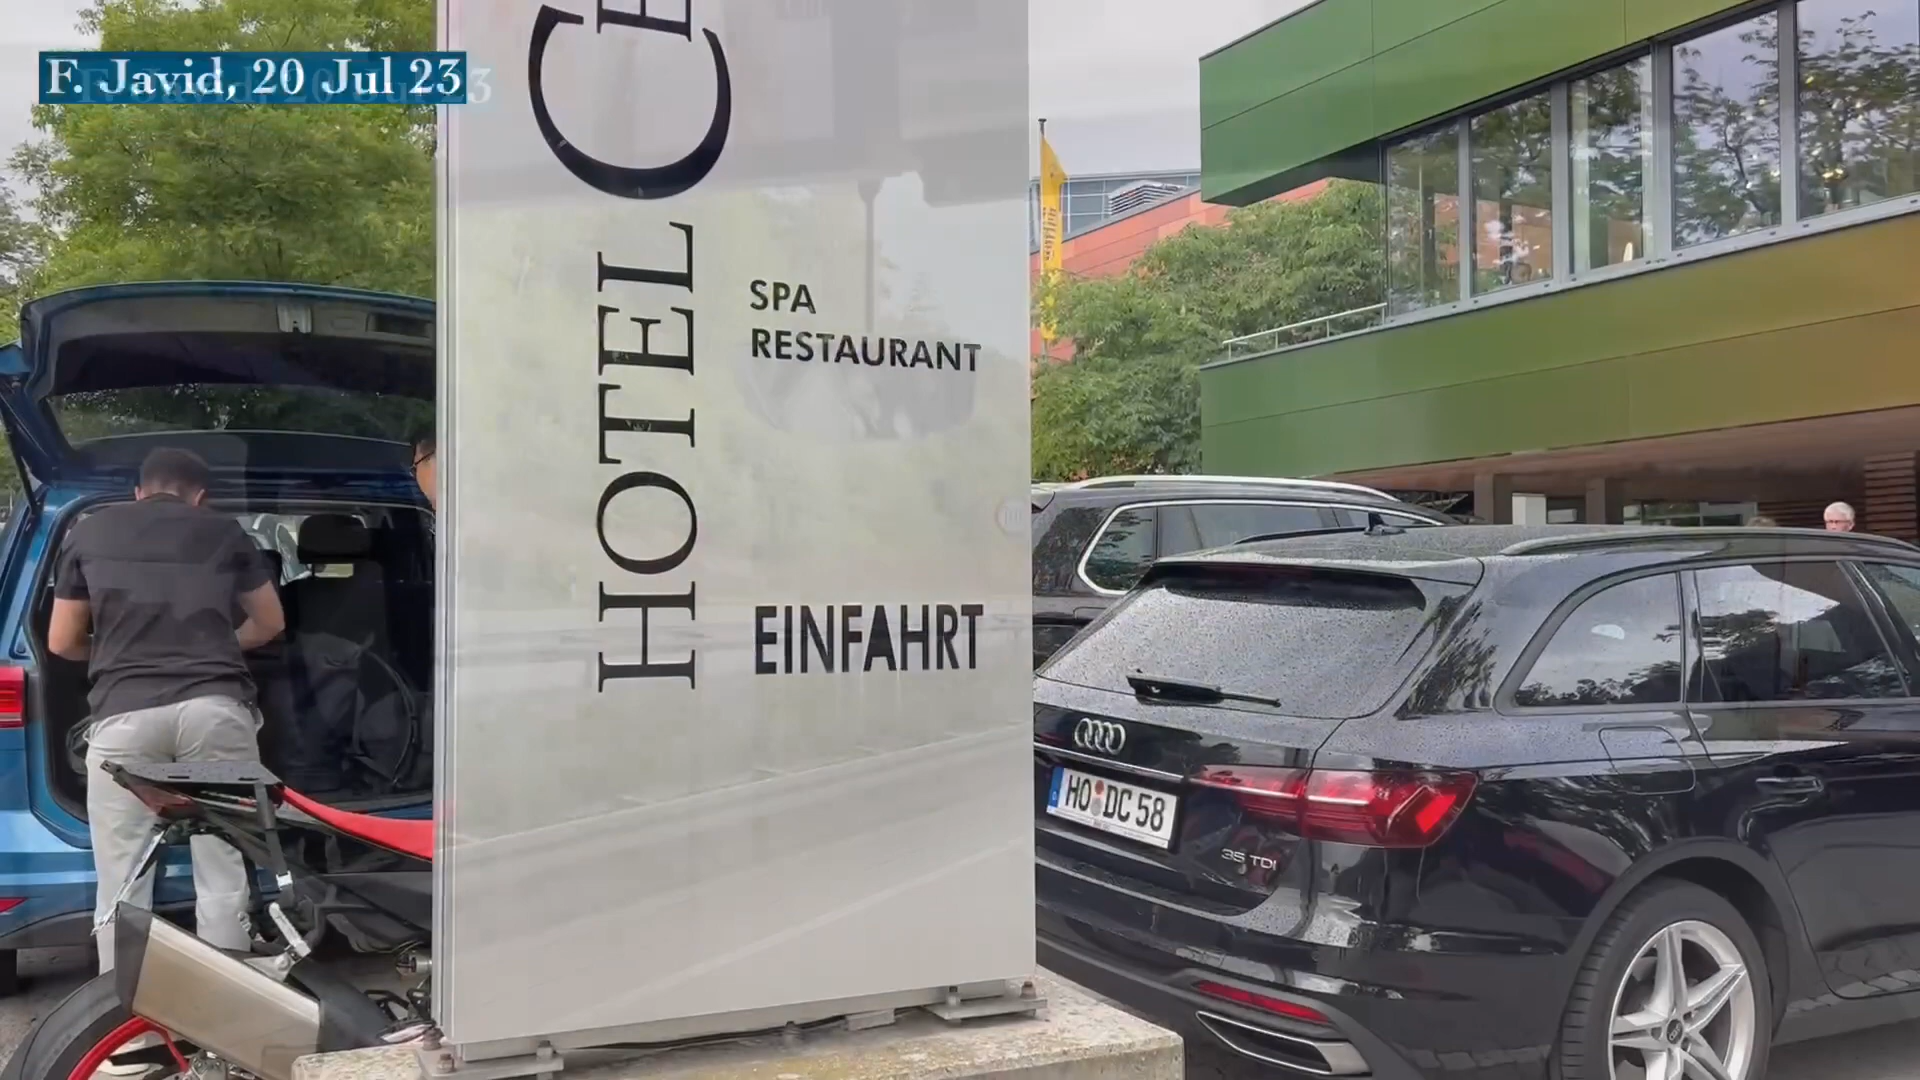 F. Javid, 20 Jul 23
HOTEL C
SPA
RESTAURANT
EINFAHRT
HO DC 58
35 TDI